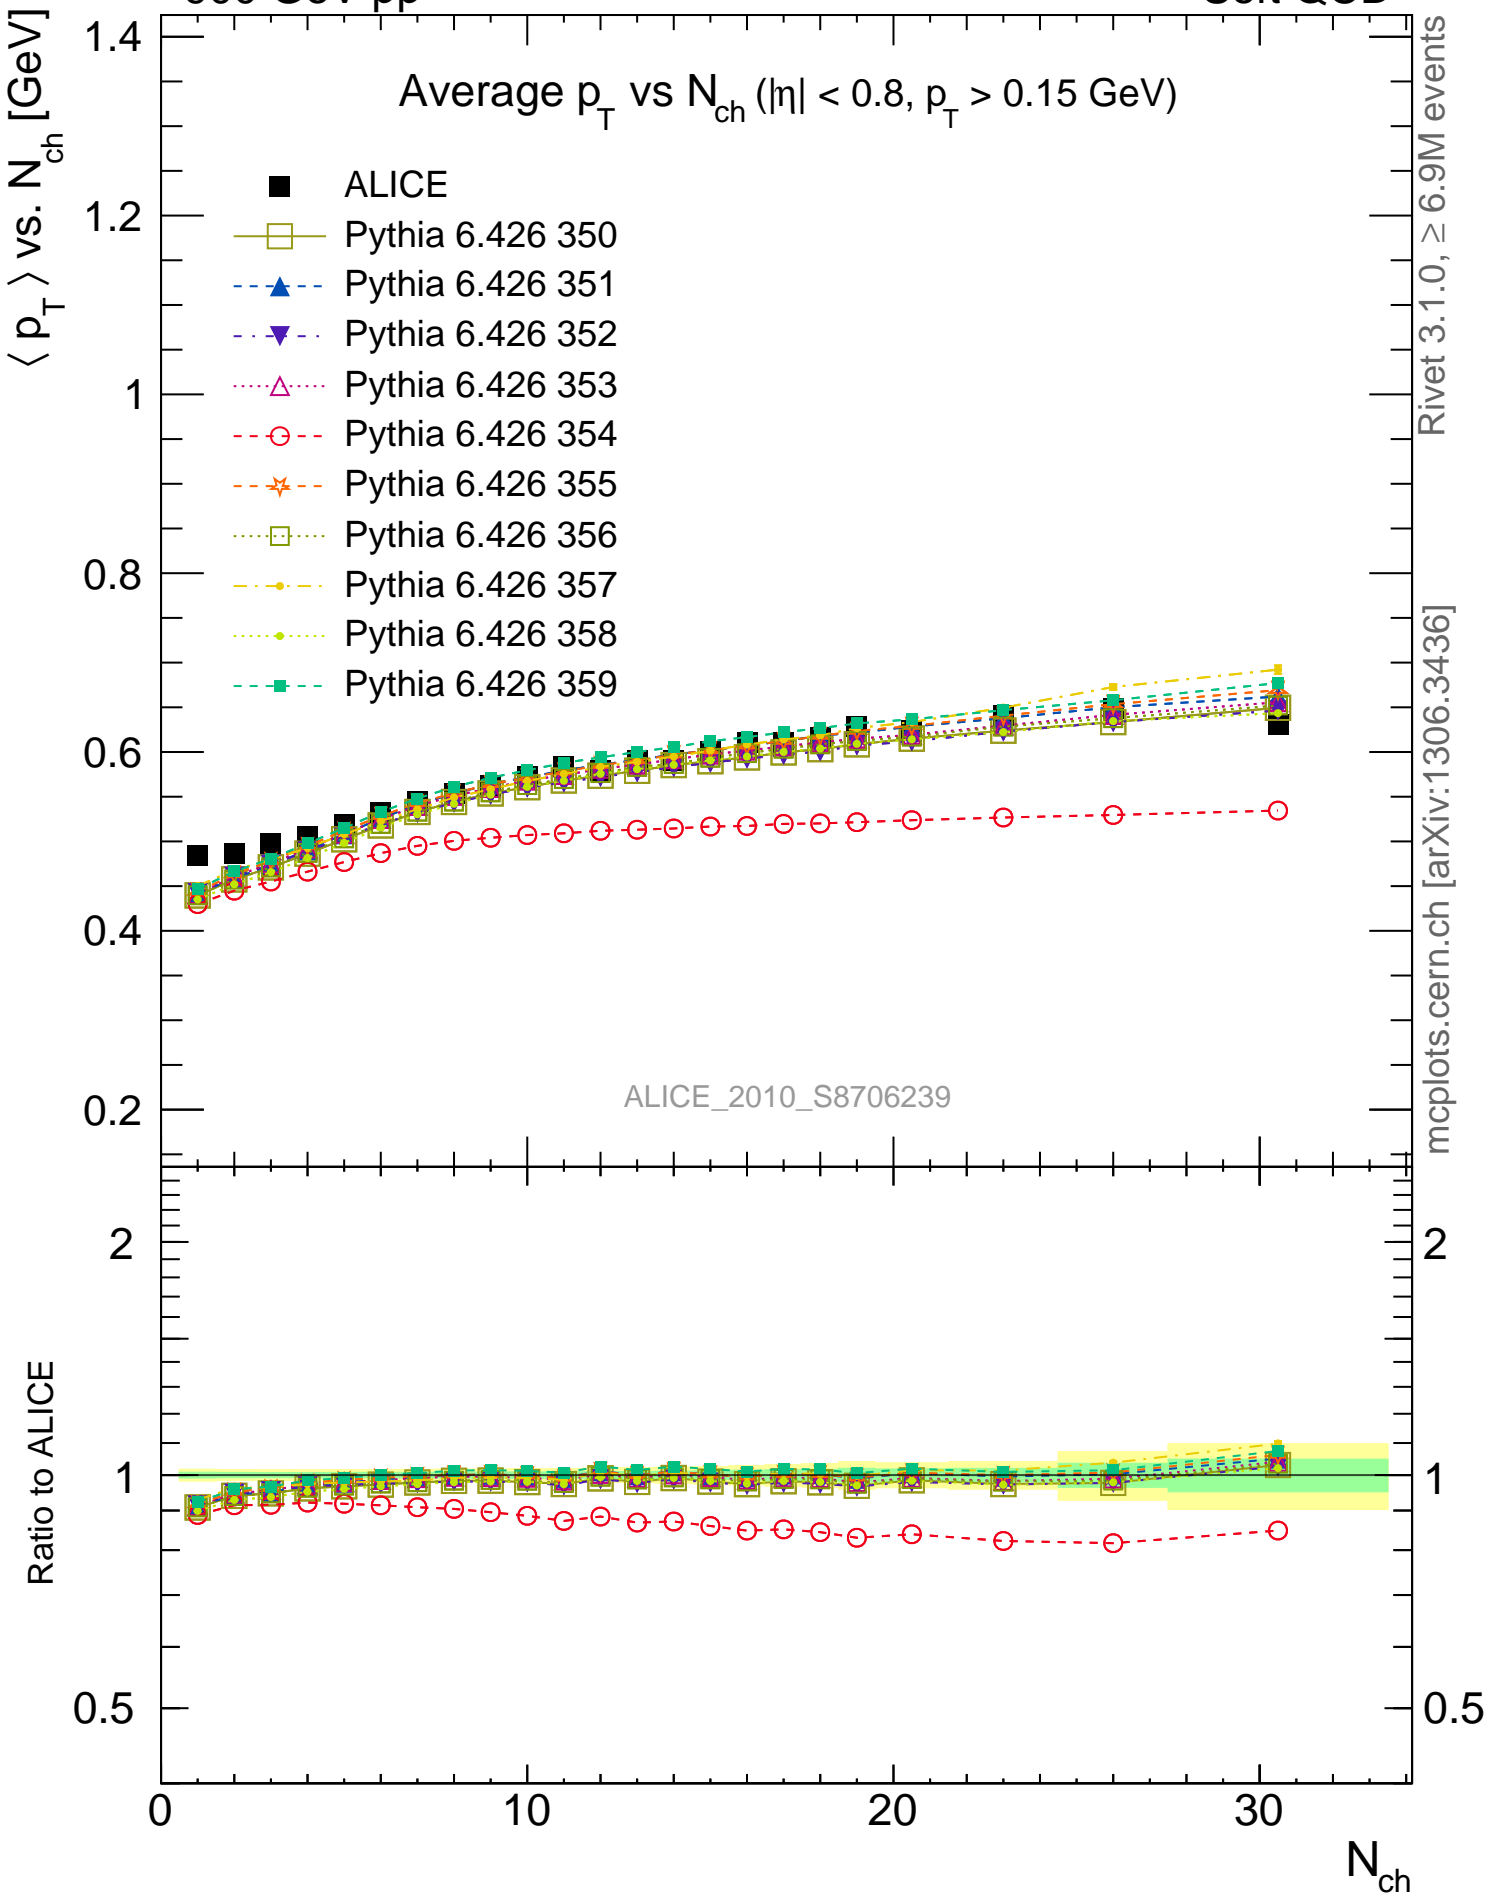 1.4
1.2
1
0.8
0.6
0.4
0.2
⟨ p_T ⟩ vs. N_ch [GeV]
Average p_T vs N_ch (|η| < 0.8, p_T > 0.15 GeV)
ALICE
Pythia 6.426 350
Pythia 6.426 351
Pythia 6.426 352
Pythia 6.426 353
Pythia 6.426 354
Pythia 6.426 355
Pythia 6.426 356
Pythia 6.426 357
Pythia 6.426 358
Pythia 6.426 359
ALICE_2010_S8706239
Rivet 3.1.0, ≥ 6.9M events
mcplots.cern.ch [arXiv:1306.3436]
Ratio to ALICE
2
1
0.5
2
1
0.5
0
10
20
30
N_ch